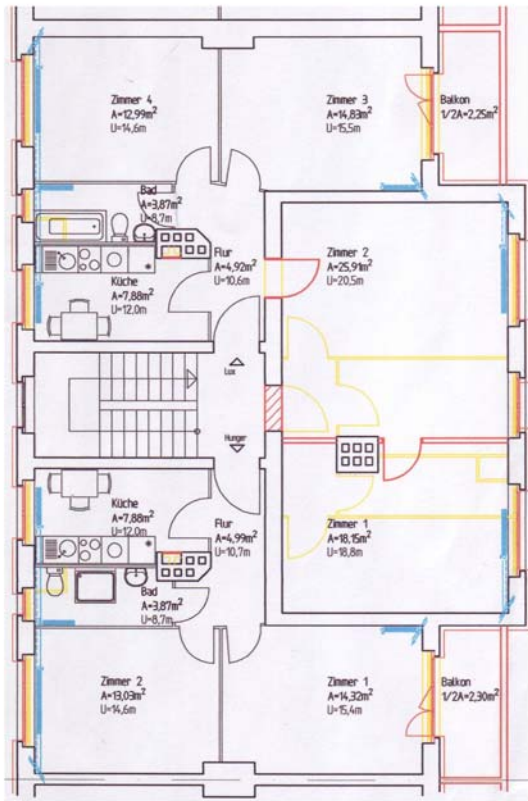 Zimmer 4
A=12,99m²
U=14,6m
Zimmer 3
A=14,83m²
U=15,5m
Balkon
1/2A=2,25m²
Bad
A=3,87m²
U=8,7m
Flur
A=4,92m²
U=10,6m
Zimmer 2
A=25,91m²
U=20,5m
Küche
A=7,88m²
U=12,0m
Lux
Hunger
Küche
A=7,88m²
U=12,0m
Flur
A=4,99m²
U=10,7m
Zimmer 1
A=18,15m²
U=18,8m
Bad
A=3,87m²
U=8,7m
Zimmer 2
A=13,03m²
U=14,6m
Zimmer 1
A=14,32m²
U=15,4m
Balkon
1/2A=2,30m²